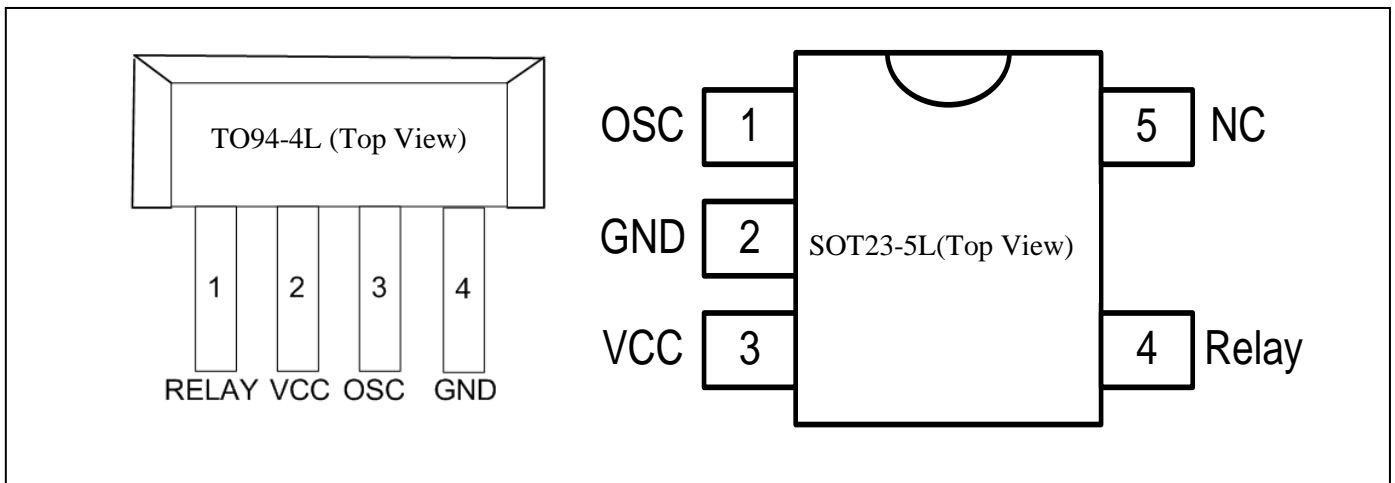 TO94-4L (Top View)
1 2 3 4
RELAY VCC OSC GND
OSC 1 5 NC
GND 2 SOT23-5L(Top View)
VCC 3 4 Relay